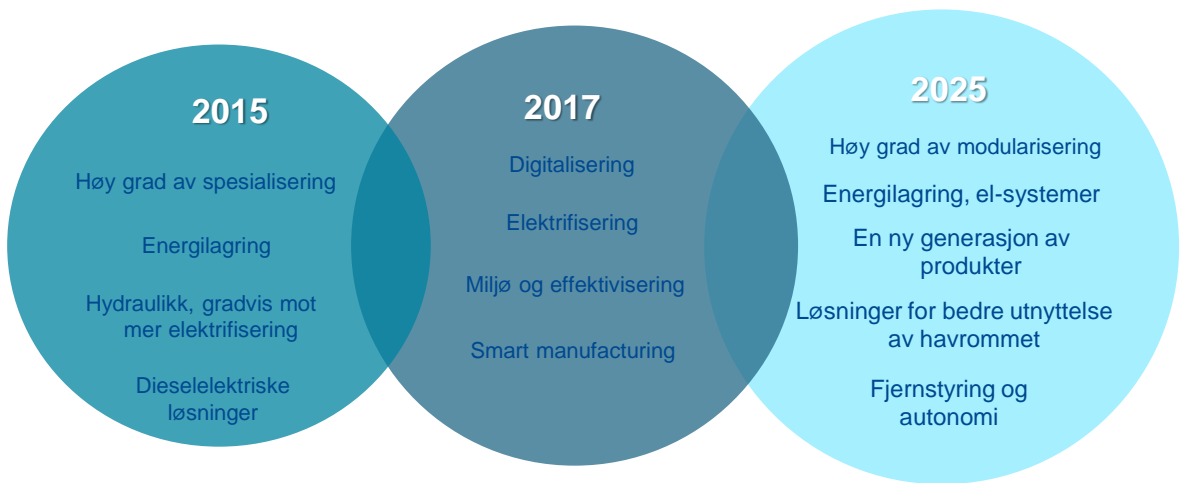 2015
Høy grad av spesialisering
Energilagring
Hydraulikk, gradvis mot
mer elektrifisering
Dieselelektriske
løsninger
2017
Digitalisering
Elektrifisering
Miljø og effektivisering
Smart manufacturing
2025
Høy grad av modularisering
Energilagring, el-systemer
En ny generasjon av
produkter
Løsninger for bedre utnyttelse
av havrommet
Fjernstyring og
autonomi